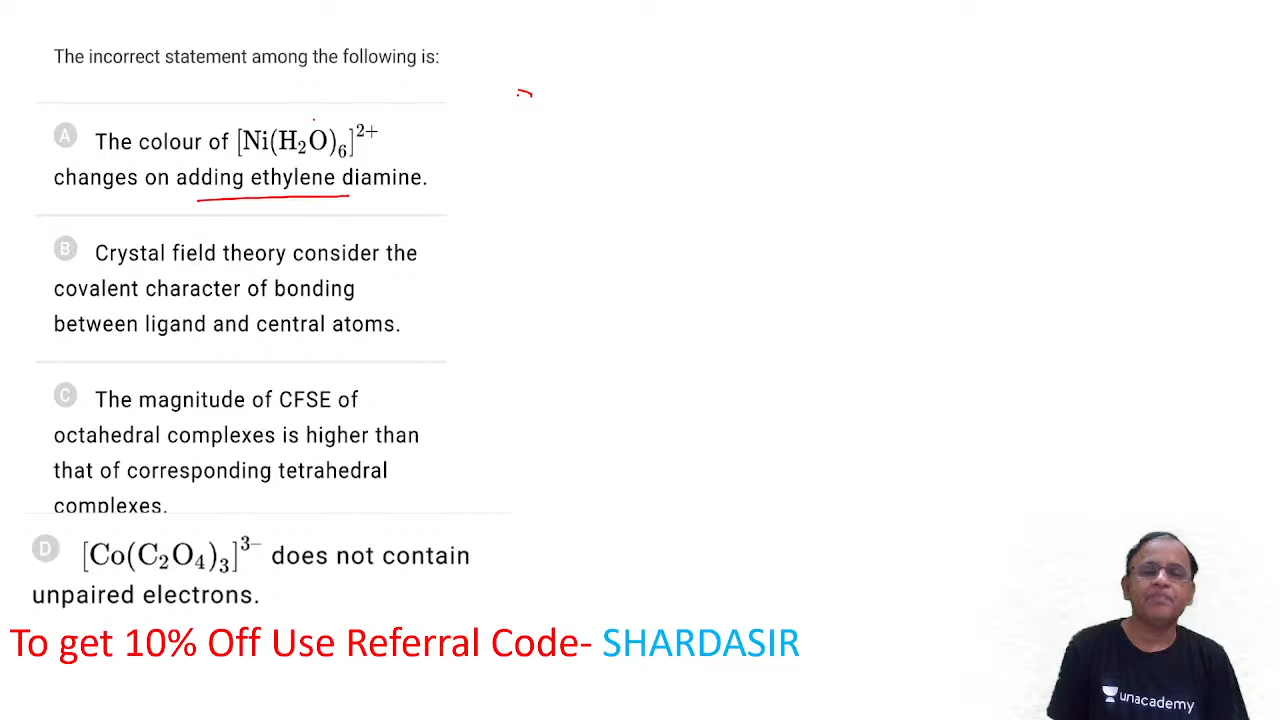 The incorrect statement among the following is:
A The colour of [Ni(H₂O)₆]²⁺
changes on adding ethylene diamine.
B Crystal field theory consider the
covalent character of bonding
between ligand and central atoms.
C The magnitude of CFSE of
octahedral complexes is higher than
that of corresponding tetrahedral
complexes.
D [Co(C₂O₄)₃]³⁻ does not contain
unpaired electrons.
To get 10% Off Use Referral Code- SHARDASIR
unacademy